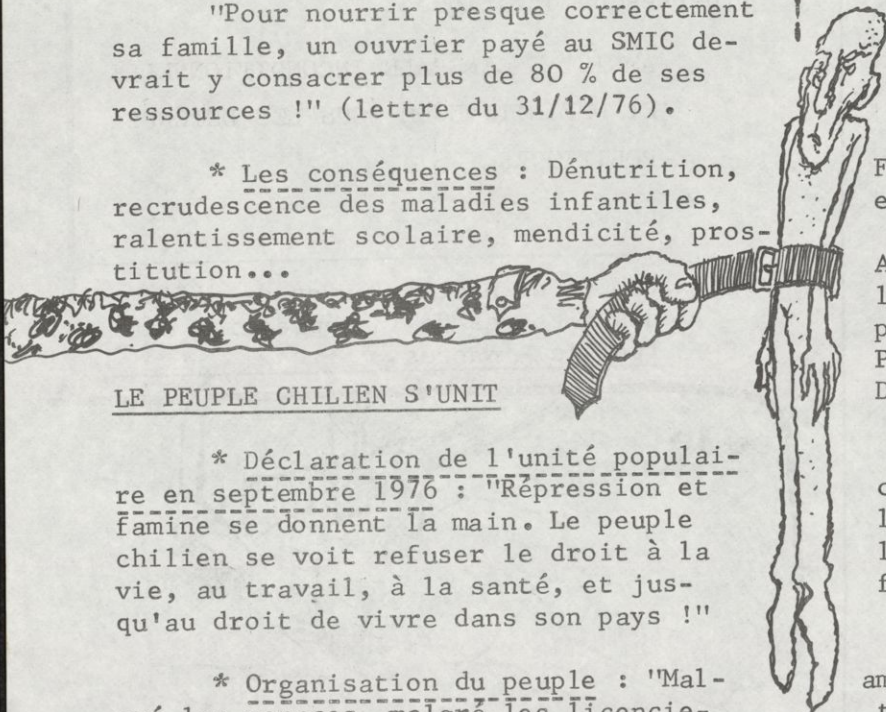 "Pour nourrir presque correctement
sa famille, un ouvrier payé au SMIC de-
vrait y consacrer plus de 80 % de ses
ressources !" (lettre du 31/12/76).
* Les conséquences : Dénutrition,
recrudescence des maladies infantiles,
ralentissement scolaire, mendicité, pros-
titution...
LE PEUPLE CHILIEN S'UNIT
* Déclaration de l'unité populai-
re en septembre 1976 : "Répression et
famine se donnent la main. Le peuple
chilien se voit refuser le droit à la
vie, au travail, à la santé, et jus-
qu'au droit de vivre dans son pays !"
* Organisation du peuple : "Mal-
malgré les licencie-